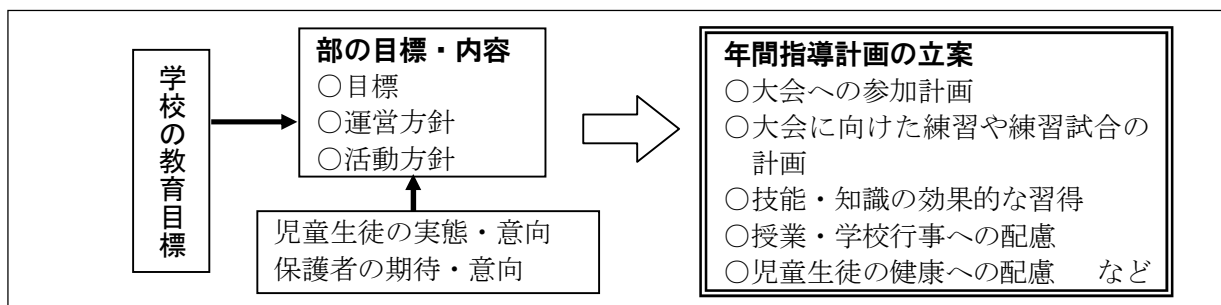 学校の教育目標
部の目標・内容
○目標
○運営方針
○活動方針
児童生徒の実態・意向
保護者の期待・意向
年間指導計画の立案
○大会への参加計画
○大会に向けた練習や練習試合の
計画
○技能・知識の効果的な習得
○授業・学校行事への配慮
○児童生徒の健康への配慮 など